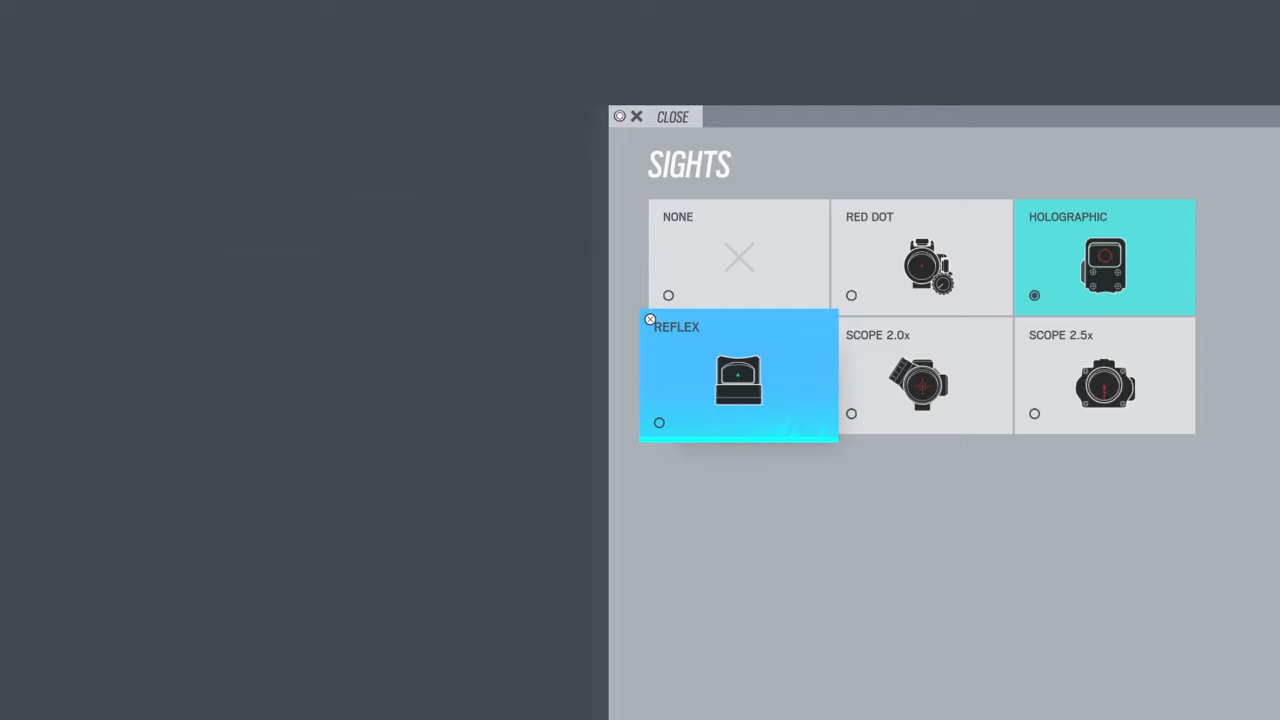 CLOSE
SIGHTS
NONE
RED DOT
HOLOGRAPHIC
REFLEX
SCOPE 2.0x
SCOPE 2.5x